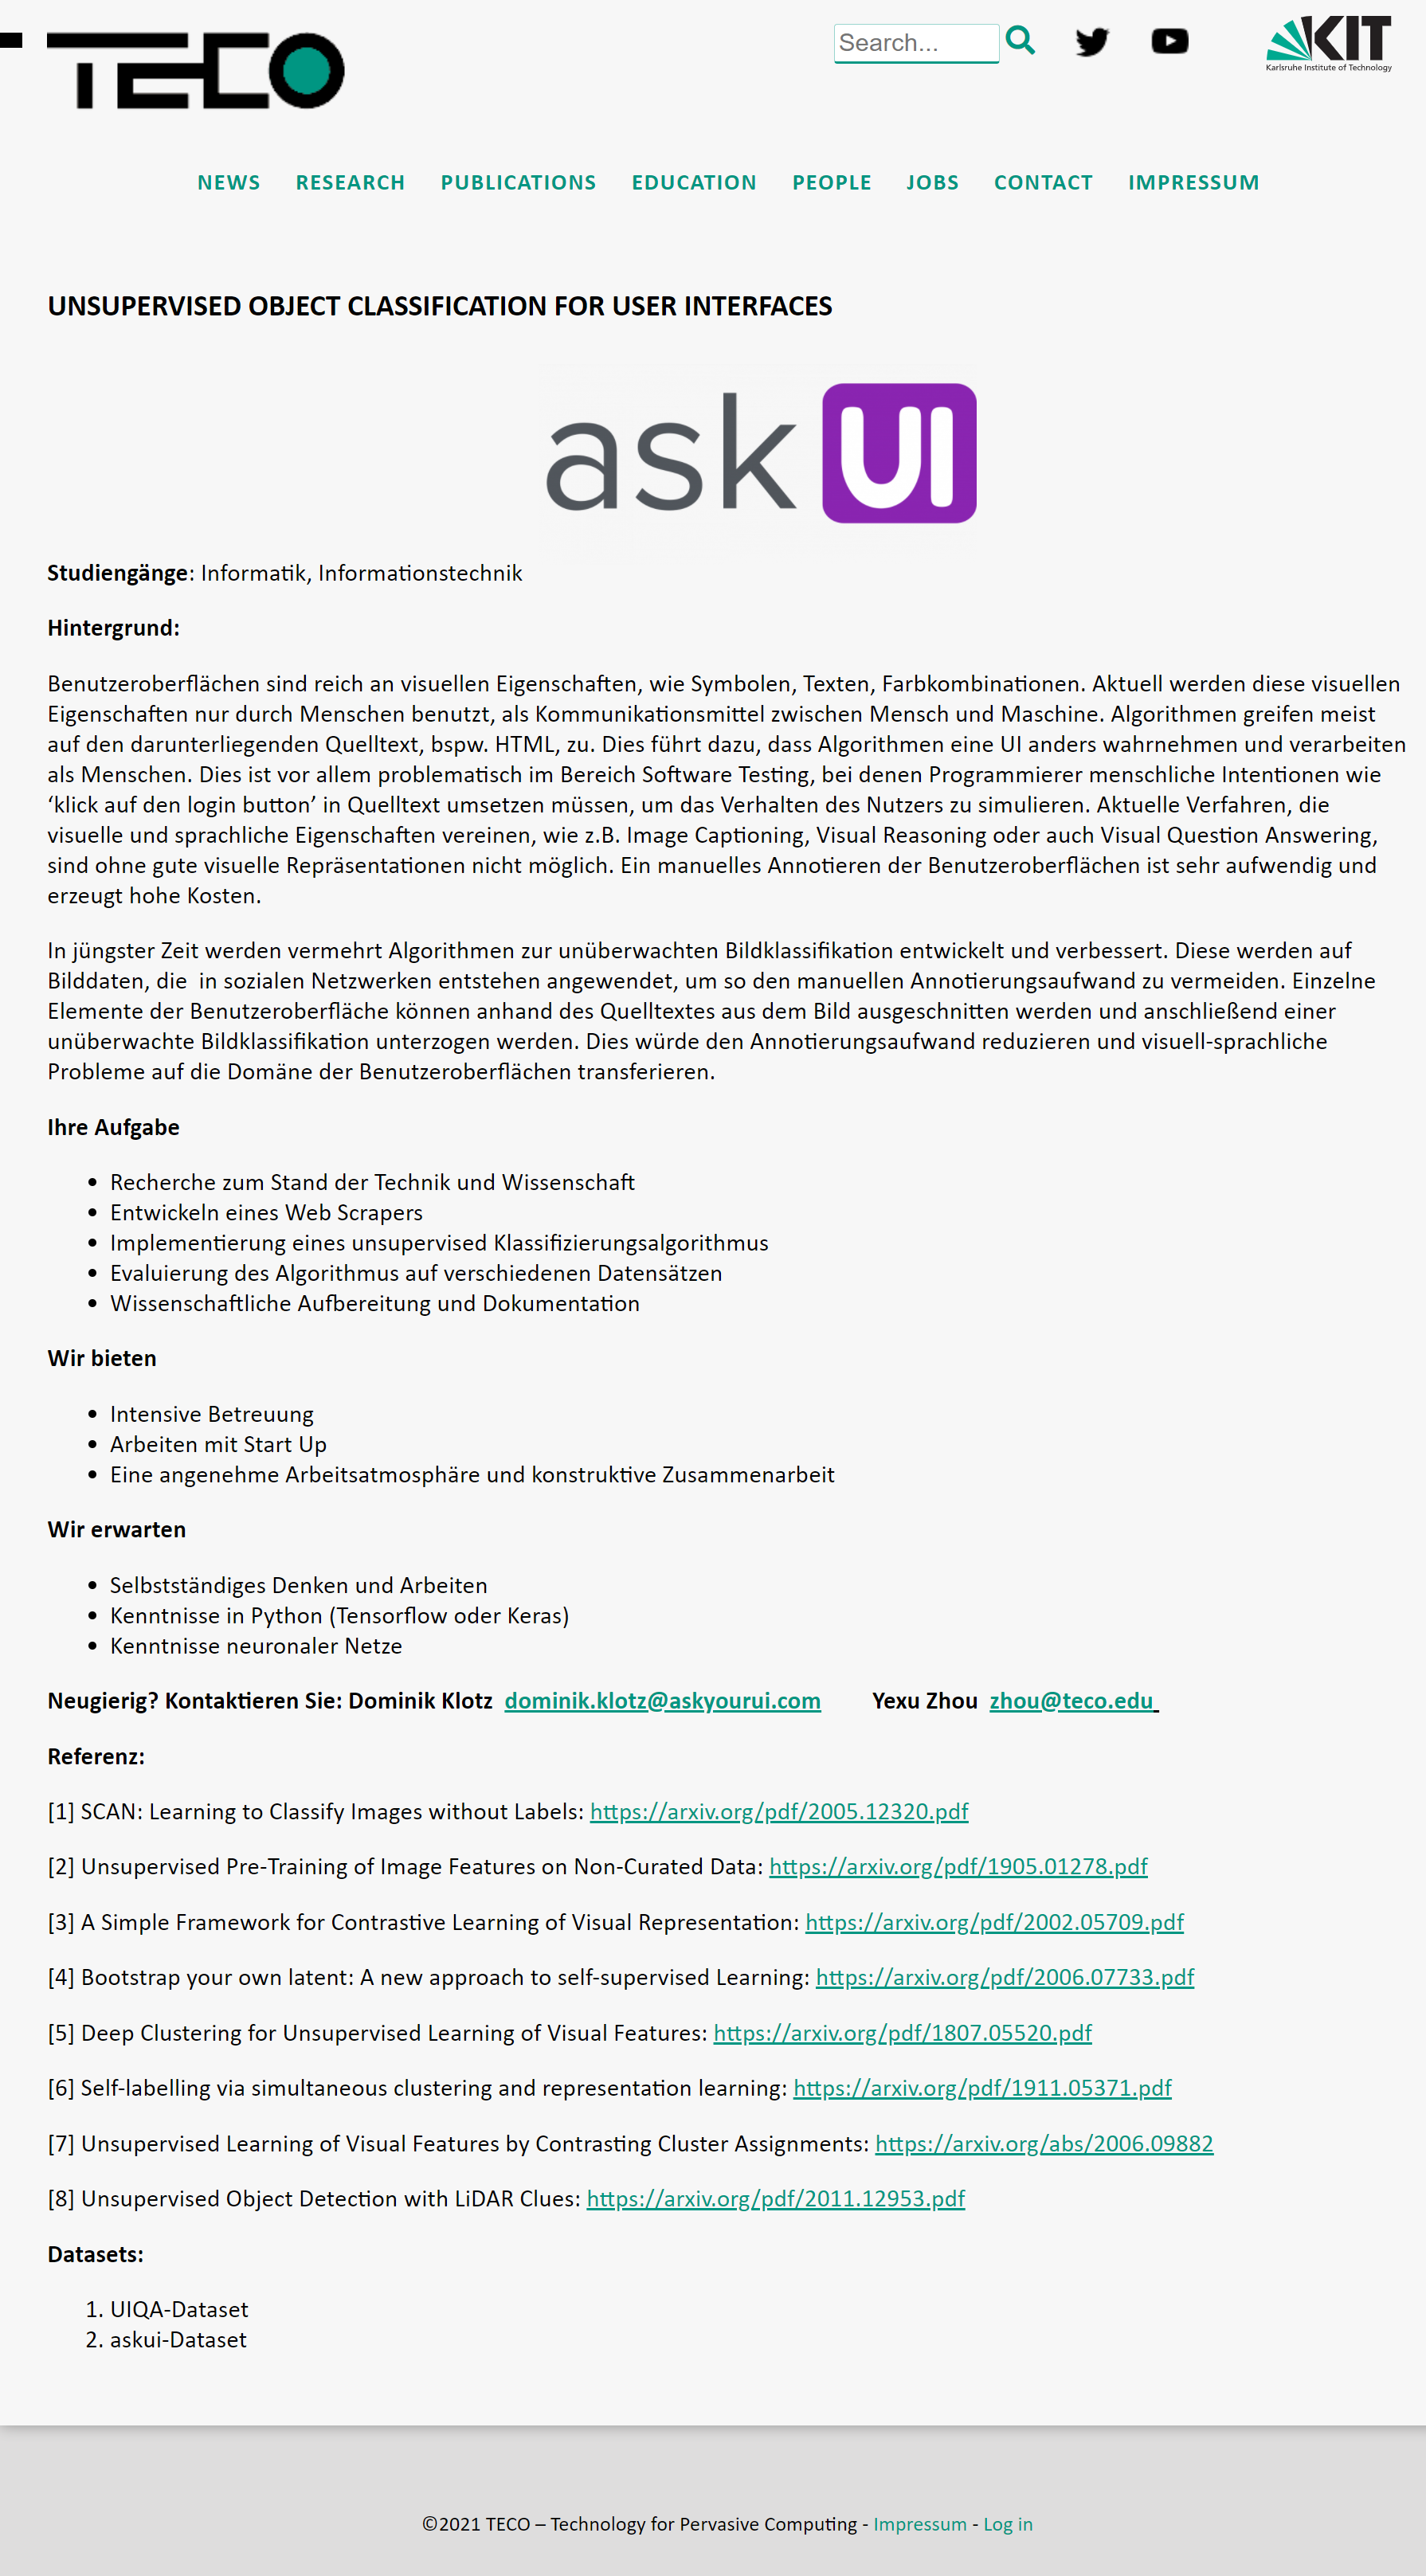 TECO
Search...
KIT
Karlsruhe Institute of Technology
NEWS RESEARCH PUBLICATIONS EDUCATION PEOPLE JOBS CONTACT IMPRESSUM
UNSUPERVISED OBJECT CLASSIFICATION FOR USER INTERFACES
ask UI
Studiengänge: Informatik, Informationstechnik
Hintergrund:
Benutzeroberflächen sind reich an visuellen Eigenschaften, wie Symbolen, Texten, Farbkombinationen. Aktuell werden diese visuellen
Eigenschaften nur durch Menschen benutzt, als Kommunikationsmittel zwischen Mensch und Maschine. Algorithmen greifen meist
auf den darunterliegenden Quelltext, bspw. HTML, zu. Dies führt dazu, dass Algorithmen eine UI anders wahrnehmen und verarbeiten
als Menschen. Dies ist vor allem problematisch im Bereich Software Testing, bei denen Programmierer menschliche Intentionen wie
‘klick auf den login button’ in Quelltext umsetzen müssen, um das Verhalten des Nutzers zu simulieren. Aktuelle Verfahren, die
visuelle und sprachliche Eigenschaften vereinen, wie z.B. Image Captioning, Visual Reasoning oder auch Visual Question Answering,
sind ohne gute visuelle Repräsentationen nicht möglich. Ein manuelles Annotieren der Benutzeroberflächen ist sehr aufwendig und
erzeugt hohe Kosten.
In jüngster Zeit werden vermehrt Algorithmen zur unüberwachten Bildklassifikation entwickelt und verbessert. Diese werden auf
Bilddaten, die  in sozialen Netzwerken entstehen angewendet, um so den manuellen Annotierungsaufwand zu vermeiden. Einzelne
Elemente der Benutzeroberfläche können anhand des Quelltextes aus dem Bild ausgeschnitten werden und anschließend einer
unüberwachte Bildklassifikation unterzogen werden. Dies würde den Annotierungsaufwand reduzieren und visuell-sprachliche
Probleme auf die Domäne der Benutzeroberflächen transferieren.
Ihre Aufgabe
• Recherche zum Stand der Technik und Wissenschaft
• Entwickeln eines Web Scrapers
• Implementierung eines unsupervised Klassifizierungsalgorithmus
• Evaluierung des Algorithmus auf verschiedenen Datensätzen
• Wissenschaftliche Aufbereitung und Dokumentation
Wir bieten
• Intensive Betreuung
• Arbeiten mit Start Up
• Eine angenehme Arbeitsatmosphäre und konstruktive Zusammenarbeit
Wir erwarten
• Selbstständiges Denken und Arbeiten
• Kenntnisse in Python (Tensorflow oder Keras)
• Kenntnisse neuronaler Netze
Neugierig? Kontaktieren Sie: Dominik Klotz dominik.klotz@askyourui.com Yexu Zhou zhou@teco.edu
Referenz:
[1] SCAN: Learning to Classify Images without Labels: https://arxiv.org/pdf/2005.12320.pdf
[2] Unsupervised Pre-Training of Image Features on Non-Curated Data: https://arxiv.org/pdf/1905.01278.pdf
[3] A Simple Framework for Contrastive Learning of Visual Representation: https://arxiv.org/pdf/2002.05709.pdf
[4] Bootstrap your own latent: A new approach to self-supervised Learning: https://arxiv.org/pdf/2006.07733.pdf
[5] Deep Clustering for Unsupervised Learning of Visual Features: https://arxiv.org/pdf/1807.05520.pdf
[6] Self-labelling via simultaneous clustering and representation learning: https://arxiv.org/pdf/1911.05371.pdf
[7] Unsupervised Learning of Visual Features by Contrasting Cluster Assignments: https://arxiv.org/abs/2006.09882
[8] Unsupervised Object Detection with LiDAR Clues: https://arxiv.org/pdf/2011.12953.pdf
Datasets:
1. UIQA-Dataset
2. askui-Dataset
©2021 TECO – Technology for Pervasive Computing - Impressum - Log in